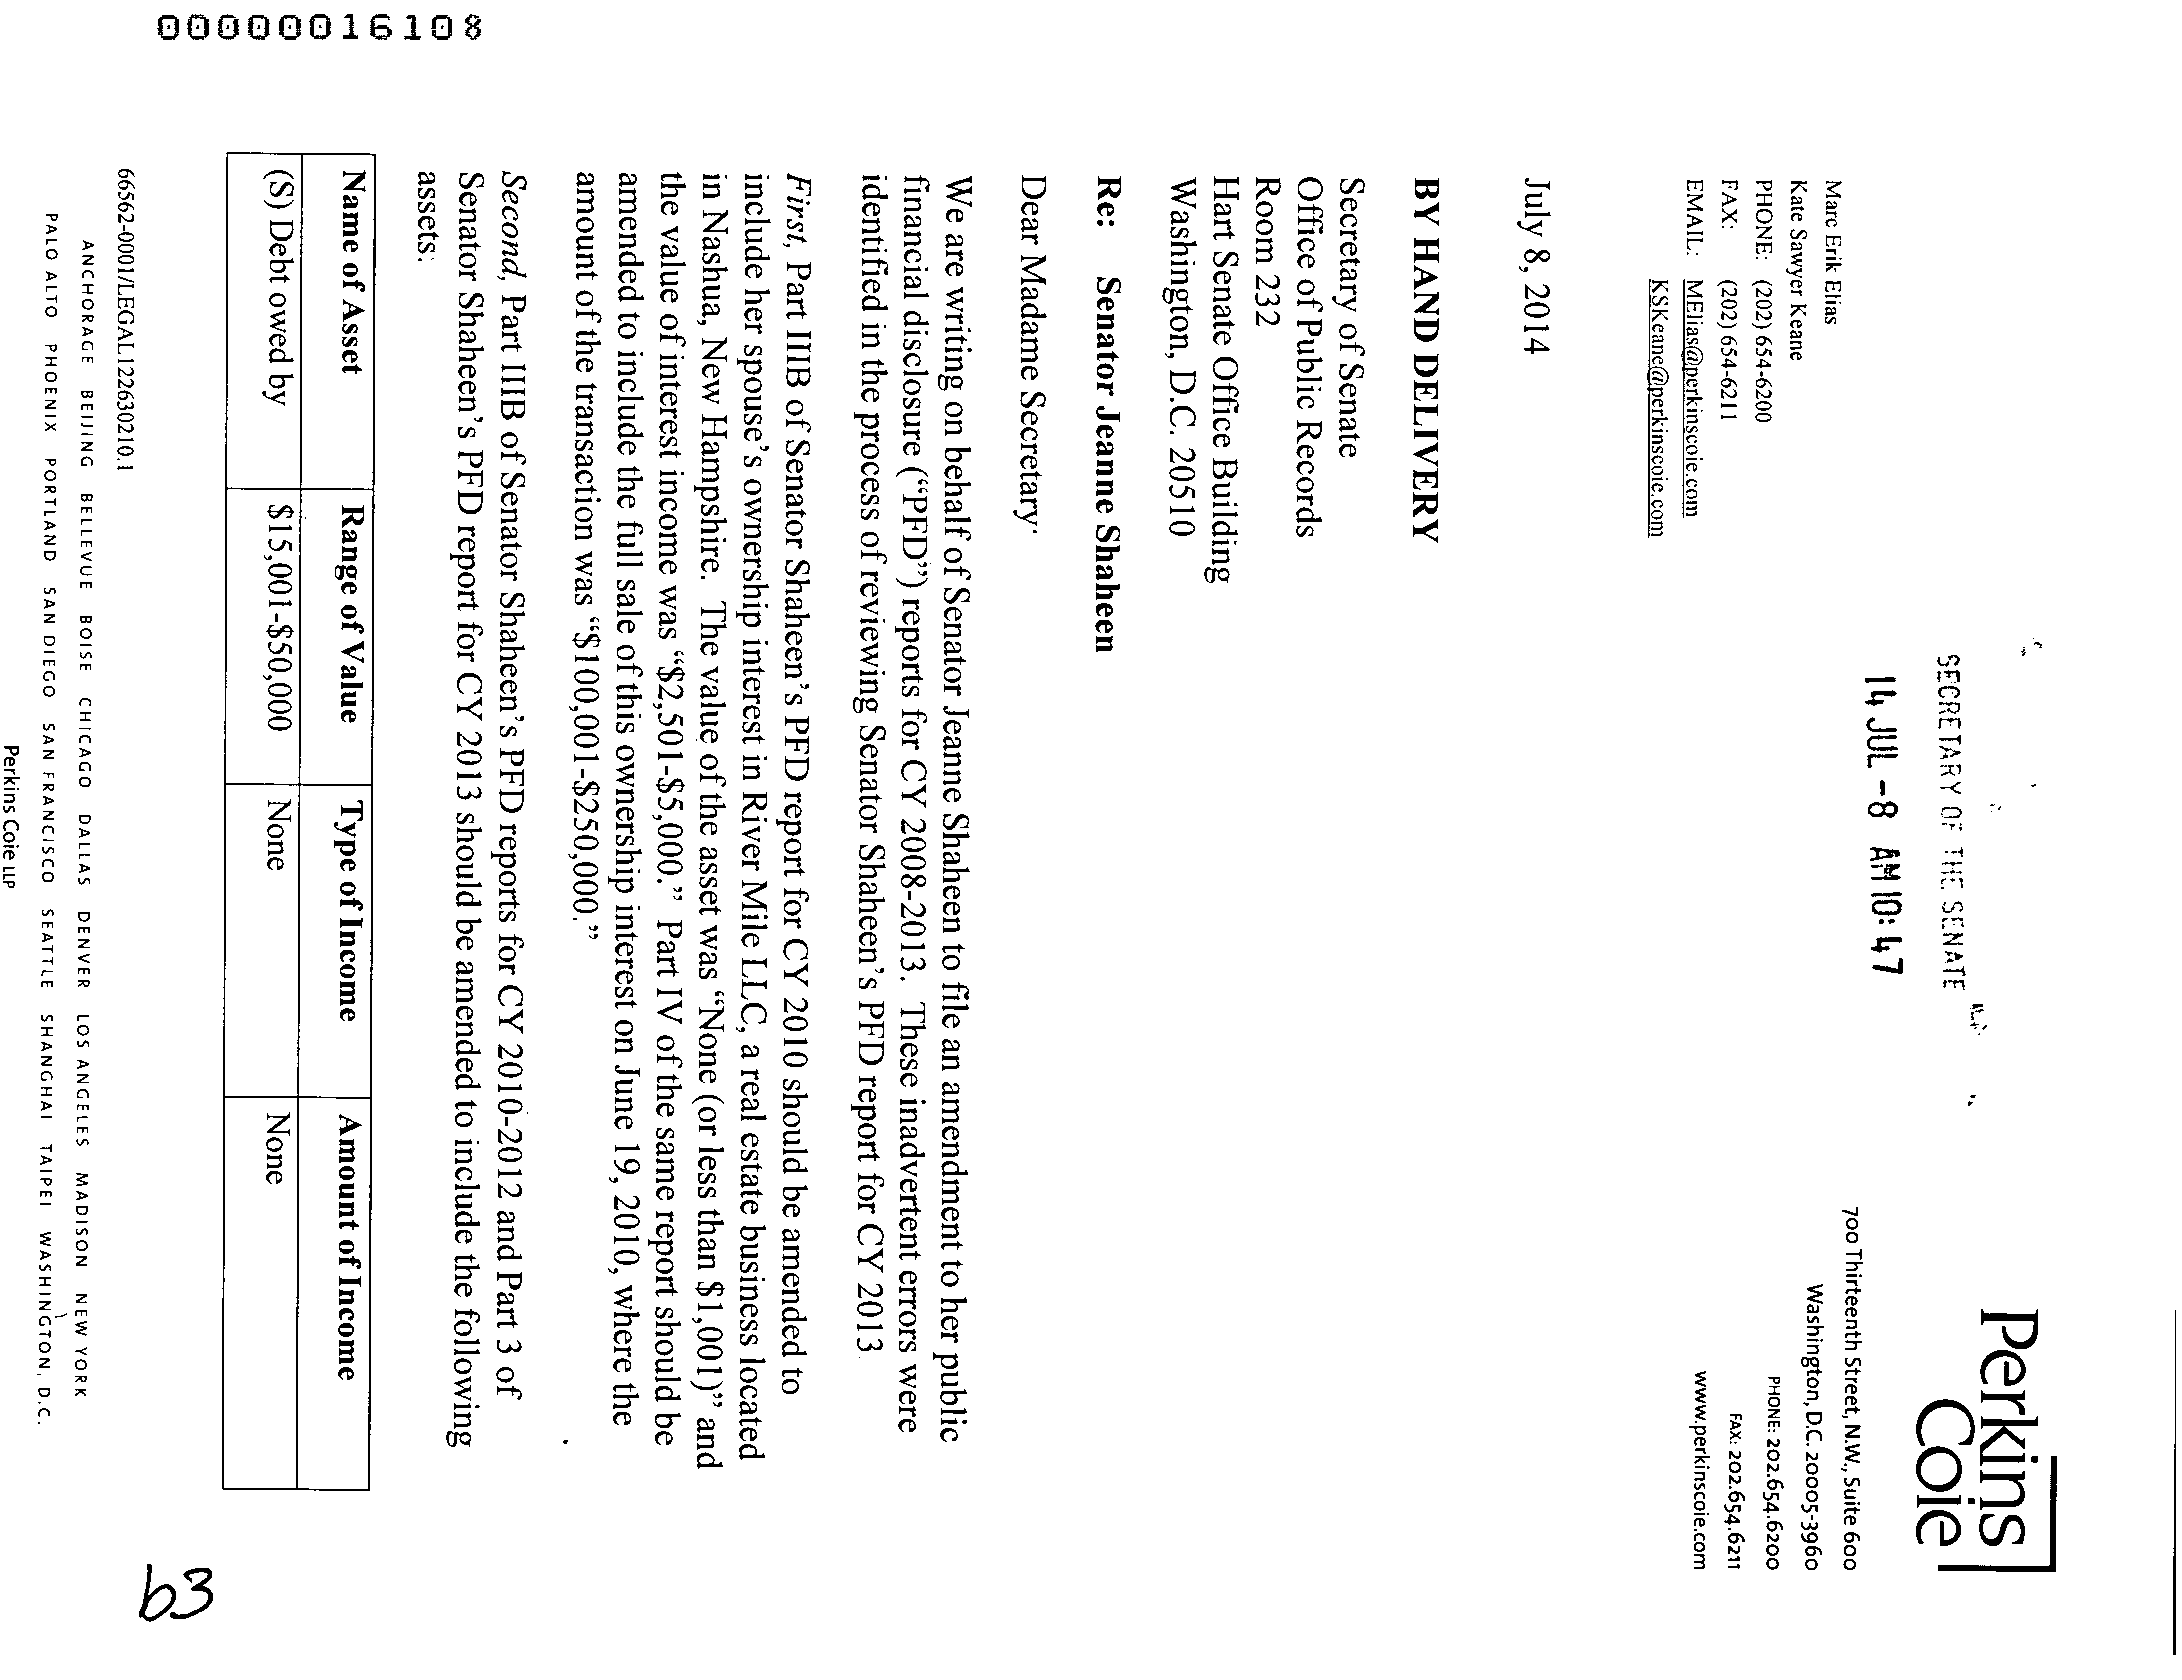 00000016108
SECRETARY OF THE SENATE
14 JUL -8 AM 10:47
Perkins
Coie
Marc Erik Elias
Kate Sawyer Keane
PHONE: (202) 654-6200
FAX: (202) 654-6211
EMAIL: MElias@perkinscoie.com
KSKeane@perkinscoie.com
700 Thirteenth Street, N.W., Suite 600
Washington, D.C. 20005-3960
PHONE: 202.654.6200
FAX: 202.654.6211
www.perkinscoie.com
July 8, 2014
BY HAND DELIVERY
Secretary of Senate
Office of Public Records
Room 232
Hart Senate Office Building
Washington, D.C. 20510
Re: Senator Jeanne Shaheen
Dear Madame Secretary:
We are writing on behalf of Senator Jeanne Shaheen to file an amendment to her public
financial disclosure (“PFD”) reports for CY 2008-2013. These inadvertent errors were
identified in the process of reviewing Senator Shaheen’s PFD report for CY 2013.
First, Part IIIB of Senator Shaheen’s PFD report for CY 2010 should be amended to
include her spouse’s ownership interest in River Mile LLC, a real estate business located
in Nashua, New Hampshire. The value of the asset was “None (or less than $1,001)” and
the value of interest income was “$2,501-$5,000.” Part IV of the same report should be
amended to include the full sale of this ownership interest on June 19, 2010, where the
amount of the transaction was “$100,001-$250,000.”
Second, Part IIIB of Senator Shaheen’s PFD reports for CY 2010-2012 and Part 3 of
Senator Shaheen’s PFD report for CY 2013 should be amended to include the following
assets:
Name of Asset Range of Value Type of Income Amount of Income
(S) Debt owed by $15,001-$50,000 None None
66562-0001/LEGAL122630210.1
ANCHORAGE BEIJING BELLEVUE BOISE CHICAGO DALLAS DENVER LOS ANGELES MADISON NEW YORK
PALO ALTO PHOENIX PORTLAND SAN DIEGO SAN FRANCISCO SEATTLE SHANGHAI TAIPEI WASHINGTON, D.C.
Perkins Coie LLP
b3